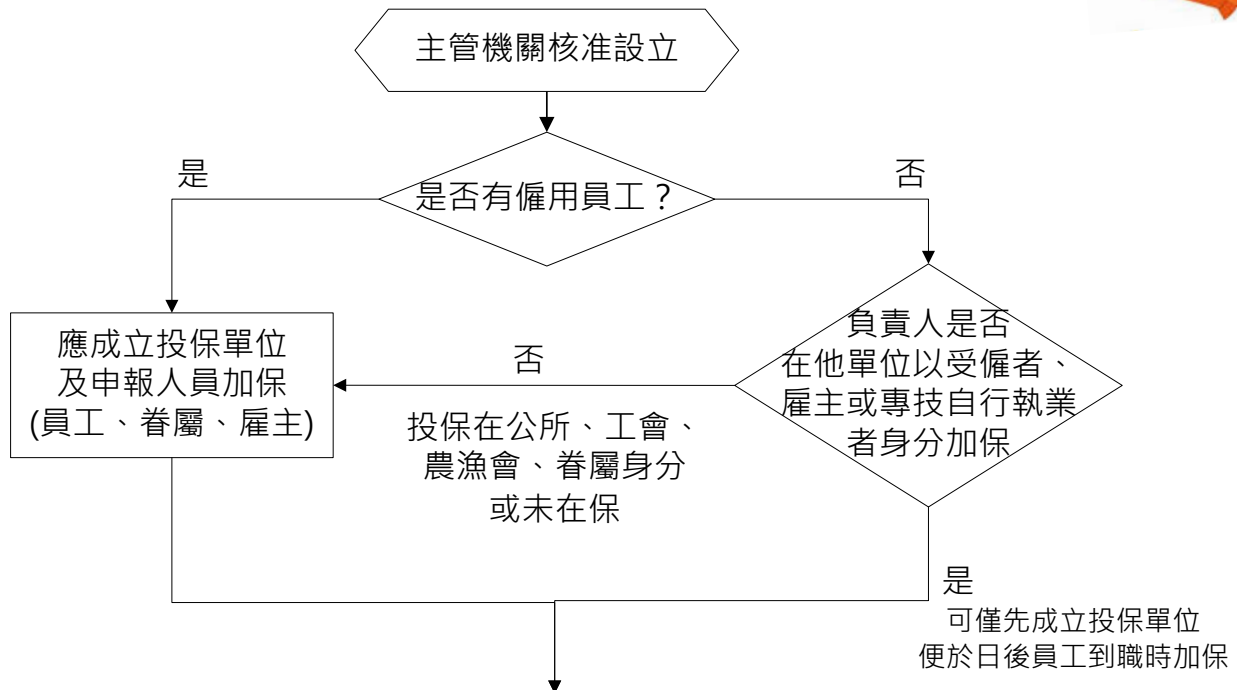 主管機關核准設立
是
否
是否有僱用員工？
應成立投保單位
及申報人員加保
(員工、眷屬、雇主)
否
投保在公所、工會、
農漁會、眷屬身分
或未在保
負責人是否
在他單位以受僱者、
雇主或專技自行執業
者身分加保
是
可僅先成立投保單位
便於日後員工到職時加保